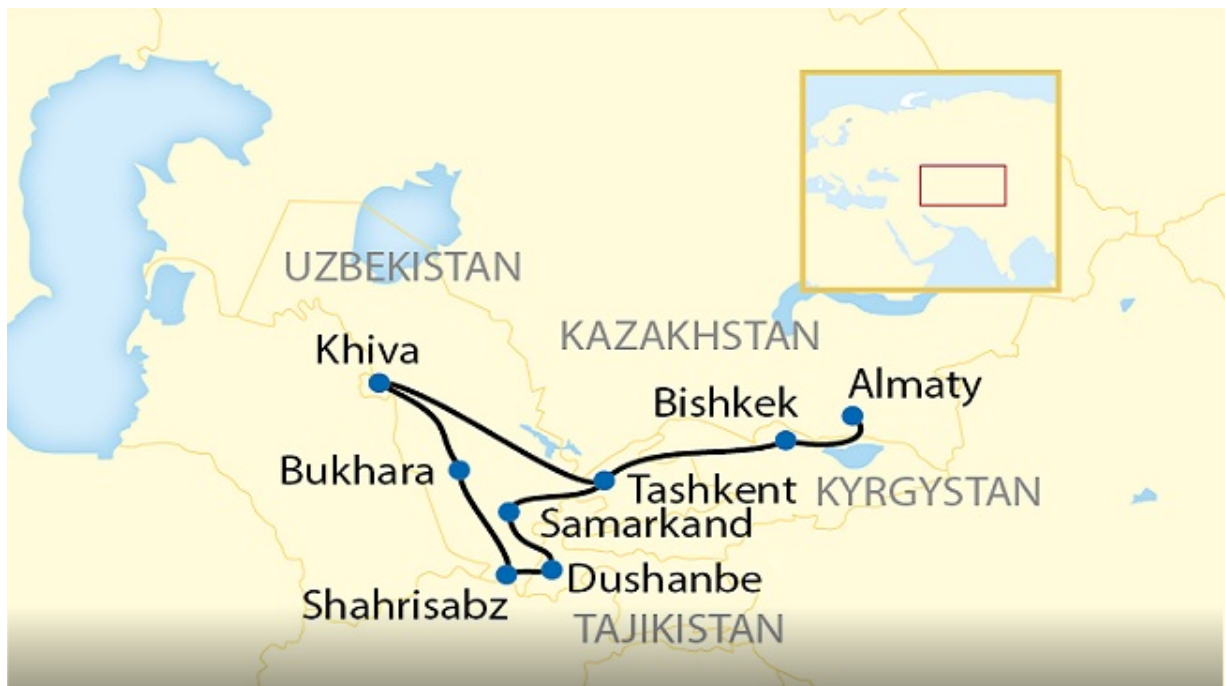 UZBEKISTAN
KAZAKHSTAN
Khiva
Almaty
Bishkek
Bukhara
Tashkent
KYRGYSTAN
Samarkand
Dushanbe
Shahrisabz
TAJIKISTAN